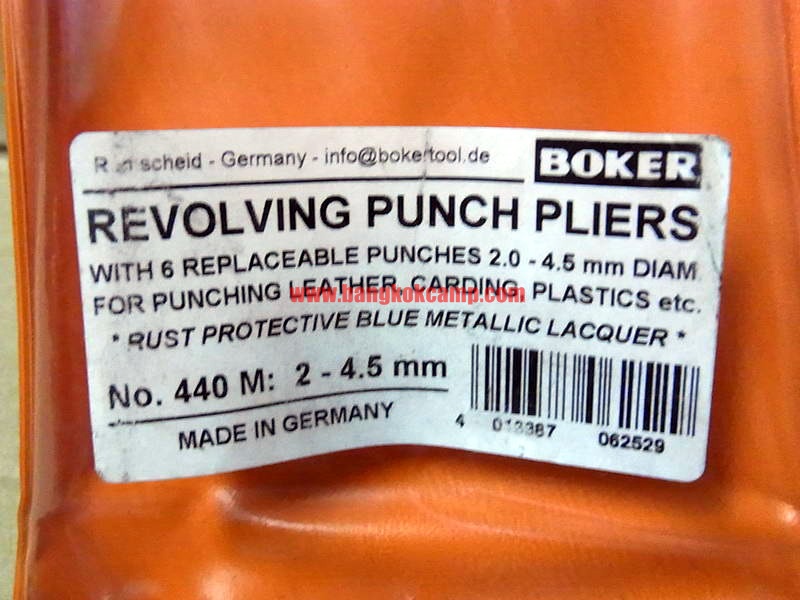 scheid - Germany - info@bokertool.de
BOKER
REVOLVING PUNCH PLIERS
WITH 6 REPLACEABLE PUNCHES 2.0 - 4.5 mm DIAM
FOR PUNCHING LEATHER, CARDING, PLASTICS etc.
www.bangkokcamp.com
* RUST PROTECTIVE BLUE METALLIC LACQUER *
No. 440 M: 2 - 4.5 mm
MADE IN GERMANY
4 013387 062529